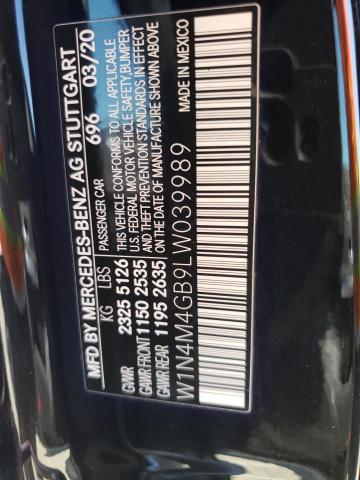 MFD BY MERCEDES-BENZ AG STUTTGART
696 03/20
KG LBS PASSENGER CAR
GVWR 2325 5126 THIS VEHICLE CONFORMS TO ALL APPLICABLE
GAWR FRONT 1150 2535 U.S. FEDERAL MOTOR VEHICLE SAFETY,BUMPER,
GAWR REAR 1195 2635 AND THEFT PREVENTION STANDARDS IN EFFECT
ON THE DATE OF MANUFACTURE SHOWN ABOVE
W1N4M4GB9LW039989 MADE IN MEXICO